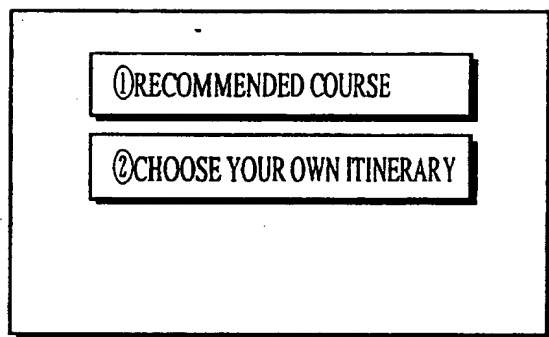 ①RECOMMENDED COURSE
②CHOOSE YOUR OWN ITINERARY